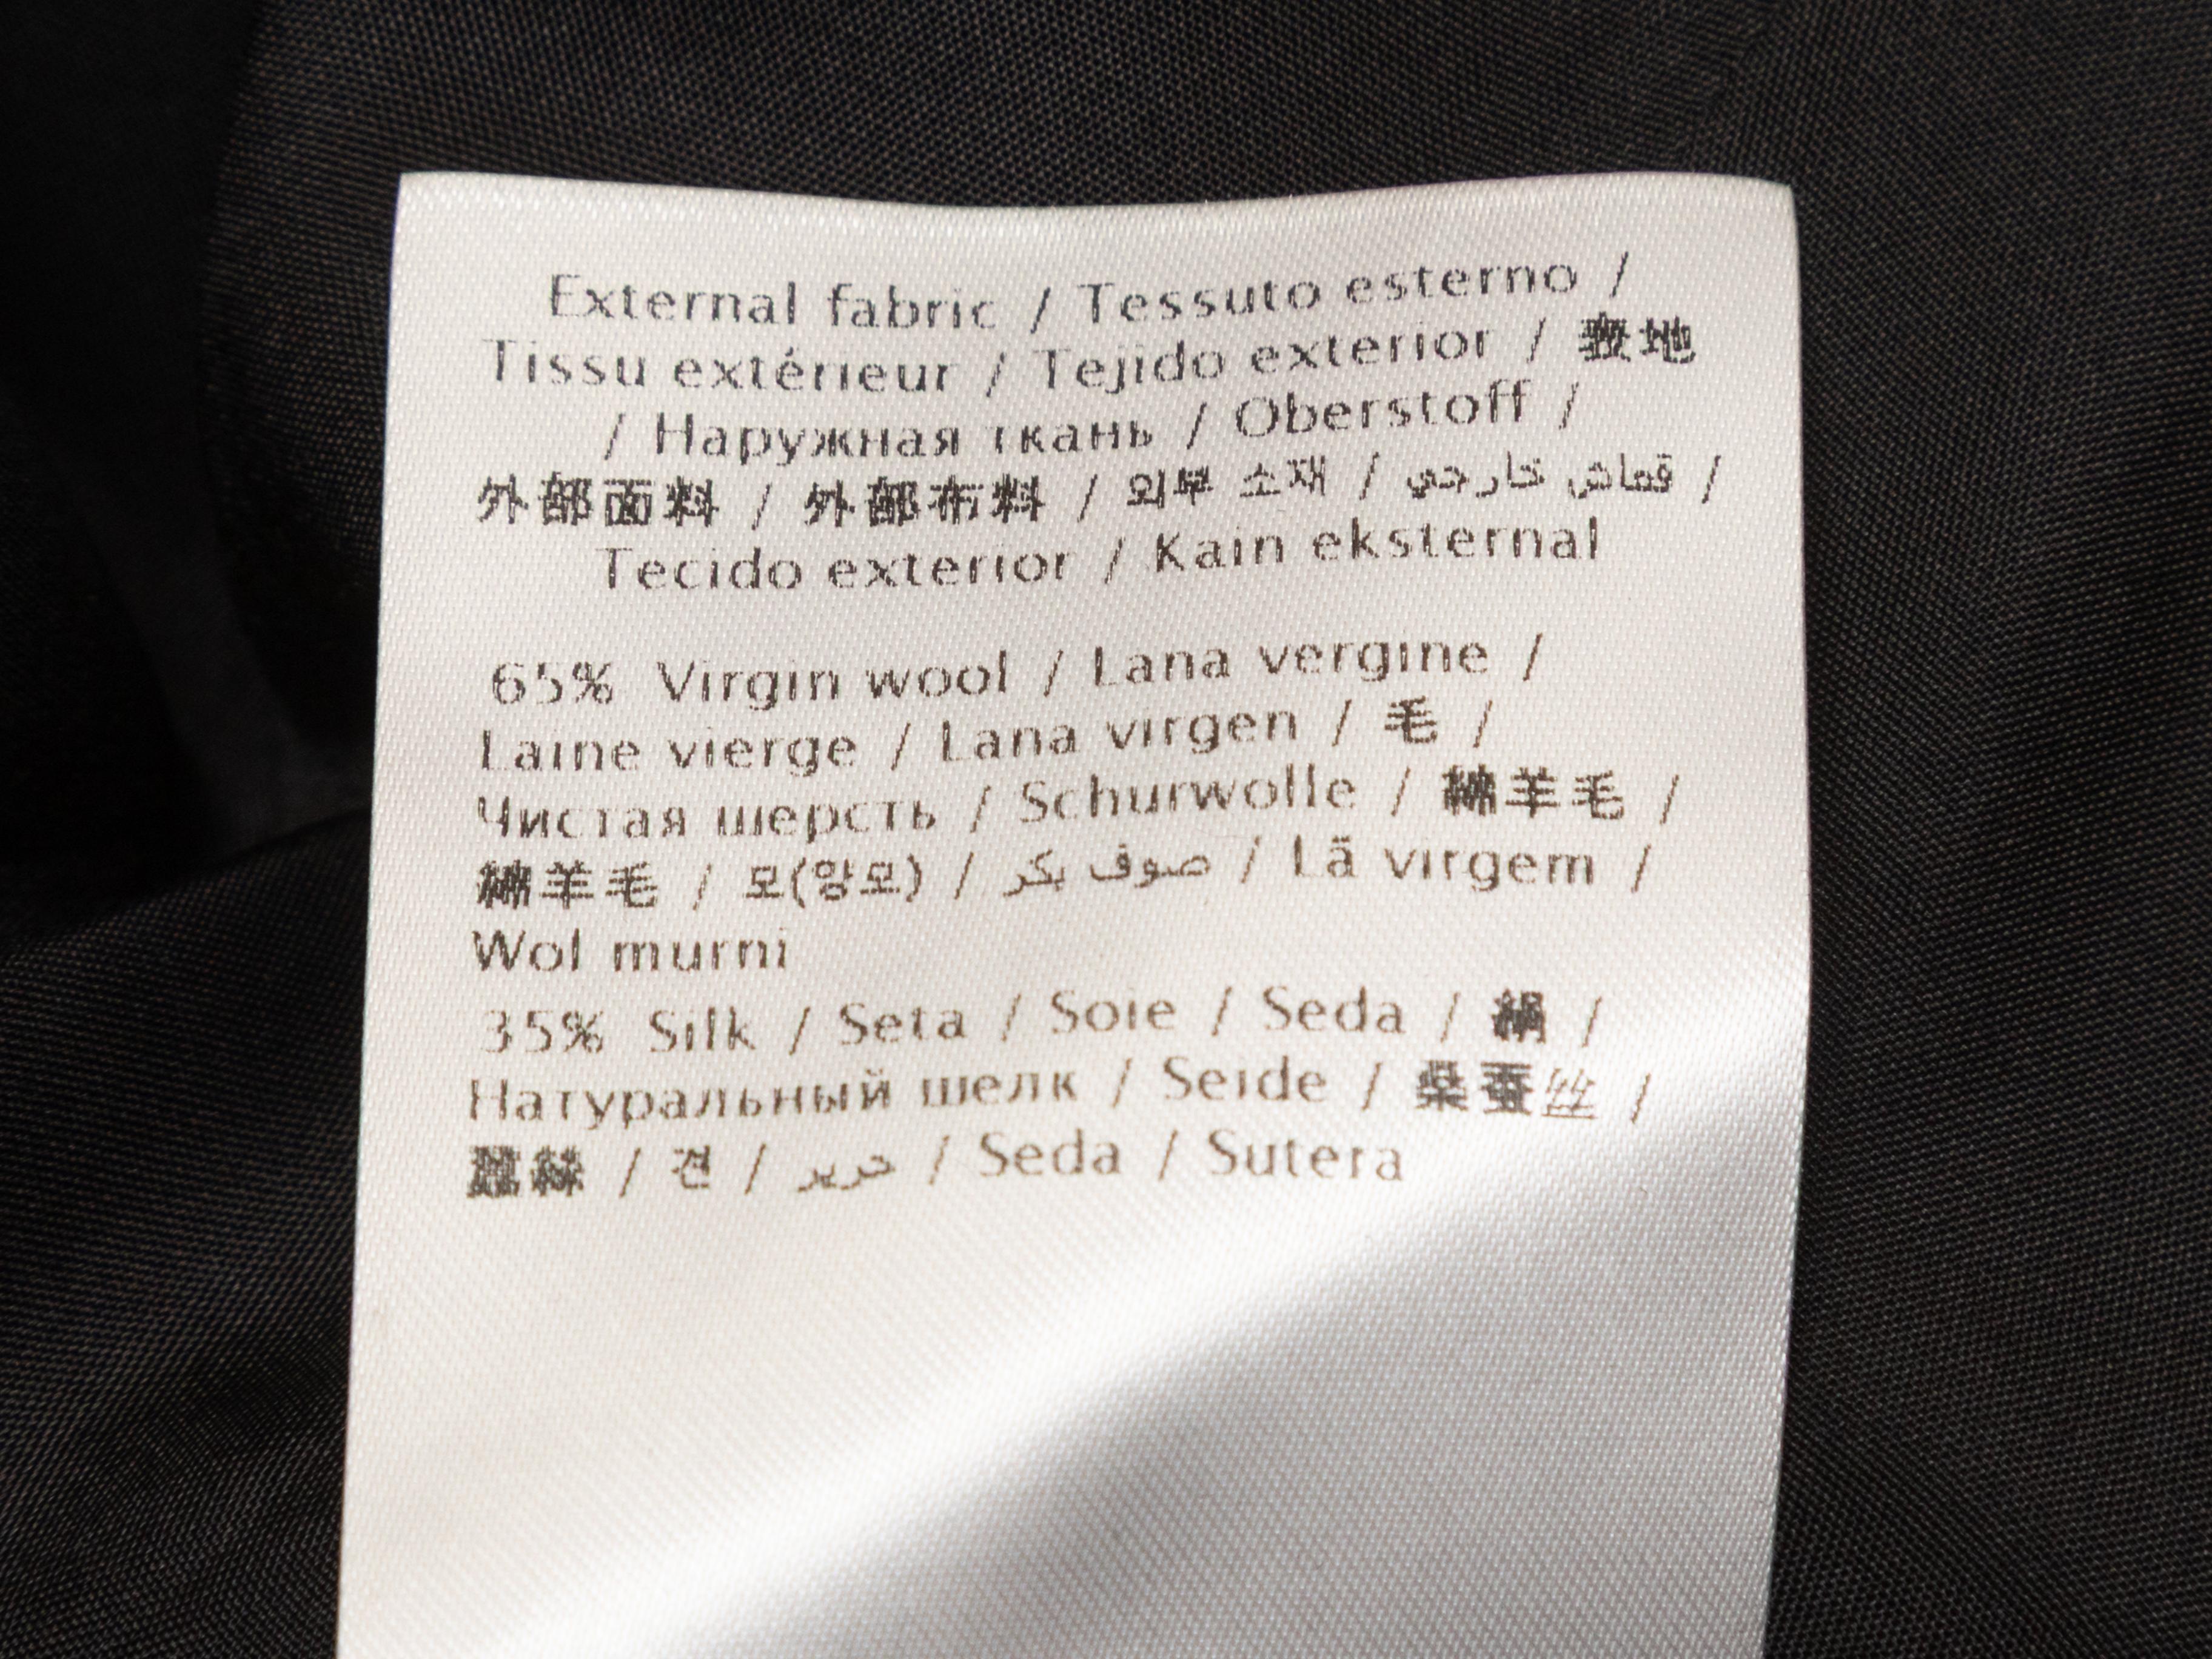 External fabric / Tessuto esterno /
Tissu extérieur / Tejido exterior / 表地
/ Наружная ткань / Oberstoff /
外部面料 / 外部布料 / 외부 소재 / قماش خارجي /
Tecido exterior / Kain eksternal
65% Virgin wool / Lana vergine /
Laine vierge / Lana virgen / 毛 /
Чистая шерсть / Schurwolle / 綿羊毛 /
綿羊毛 / 모(양모) / صوف بكر / Lã virgem /
Wol murni
35% Silk / Seta / Soie / Seda / 絹 /
Натуральный шелк / Seide / 桑蚕丝 /
蠶絲 / 견 / حرير / Seda / Sutera